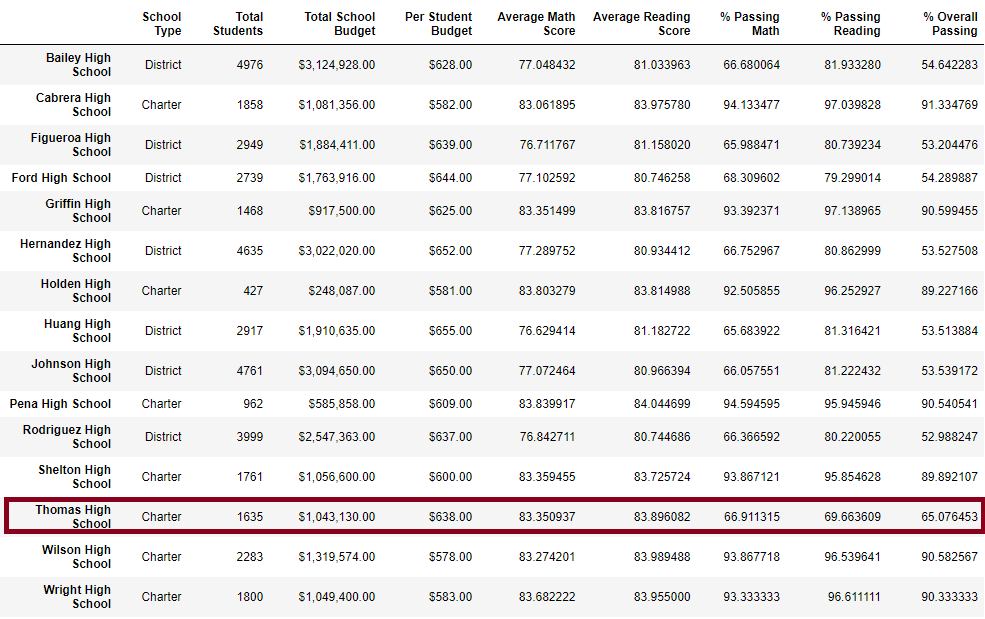 School Type Total Students Total School Budget Per Student Budget Average Math Score Average Reading Score % Passing Math % Passing Reading % Overall Passing
Bailey High School District 4976 $3,124,928.00 $628.00 77.048432 81.033963 66.680064 81.933280 54.642283
Cabrera High School Charter 1858 $1,081,356.00 $582.00 83.061895 83.975780 94.133477 97.039828 91.334769
Figueroa High School District 2949 $1,884,411.00 $639.00 76.711767 81.158020 65.988471 80.739234 53.204476
Ford High School District 2739 $1,763,916.00 $644.00 77.102592 80.746258 68.309602 79.299014 54.289887
Griffin High School Charter 1468 $917,500.00 $625.00 83.351499 83.816757 93.392371 97.138965 90.599455
Hernandez High School District 4635 $3,022,020.00 $652.00 77.289752 80.934412 66.752967 80.862999 53.527508
Holden High School Charter 427 $248,087.00 $581.00 83.803279 83.814988 92.505855 96.252927 89.227166
Huang High School District 2917 $1,910,635.00 $655.00 76.629414 81.182722 65.683922 81.316421 53.513884
Johnson High School District 4761 $3,094,650.00 $650.00 77.072464 80.966394 66.057551 81.222432 53.539172
Pena High School Charter 962 $585,858.00 $609.00 83.839917 84.044699 94.594595 95.945946 90.540541
Rodriguez High School District 3999 $2,547,363.00 $637.00 76.842711 80.744686 66.366592 80.220055 52.988247
Shelton High School Charter 1761 $1,056,600.00 $600.00 83.359455 83.725724 93.867121 95.854628 89.892107
Thomas High School Charter 1635 $1,043,130.00 $638.00 83.350937 83.896082 66.911315 69.663609 65.076453
Wilson High School Charter 2283 $1,319,574.00 $578.00 83.274201 83.989488 93.867718 96.539641 90.582567
Wright High School Charter 1800 $1,049,400.00 $583.00 83.682222 83.955000 93.333333 96.611111 90.333333